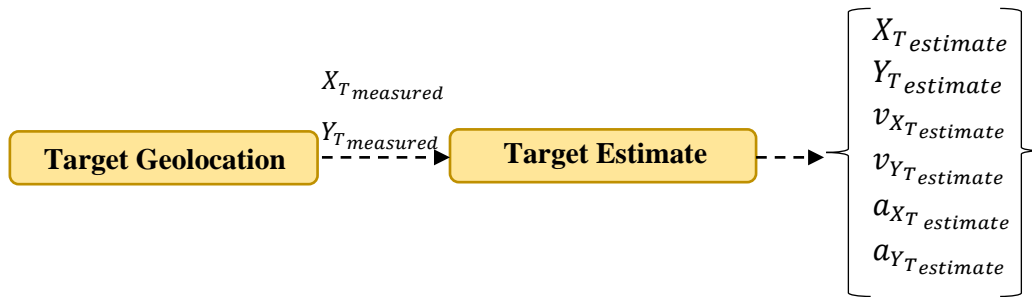 Target Geolocation
X_{T_{measured}}
Y_{T_{measured}}
Target Estimate
X_{T_{estimate}}
Y_{T_{estimate}}
v_{X_{T_{estimate}}}
v_{Y_{T_{estimate}}}
a_{X_{T_{estimate}}}
a_{Y_{T_{estimate}}}